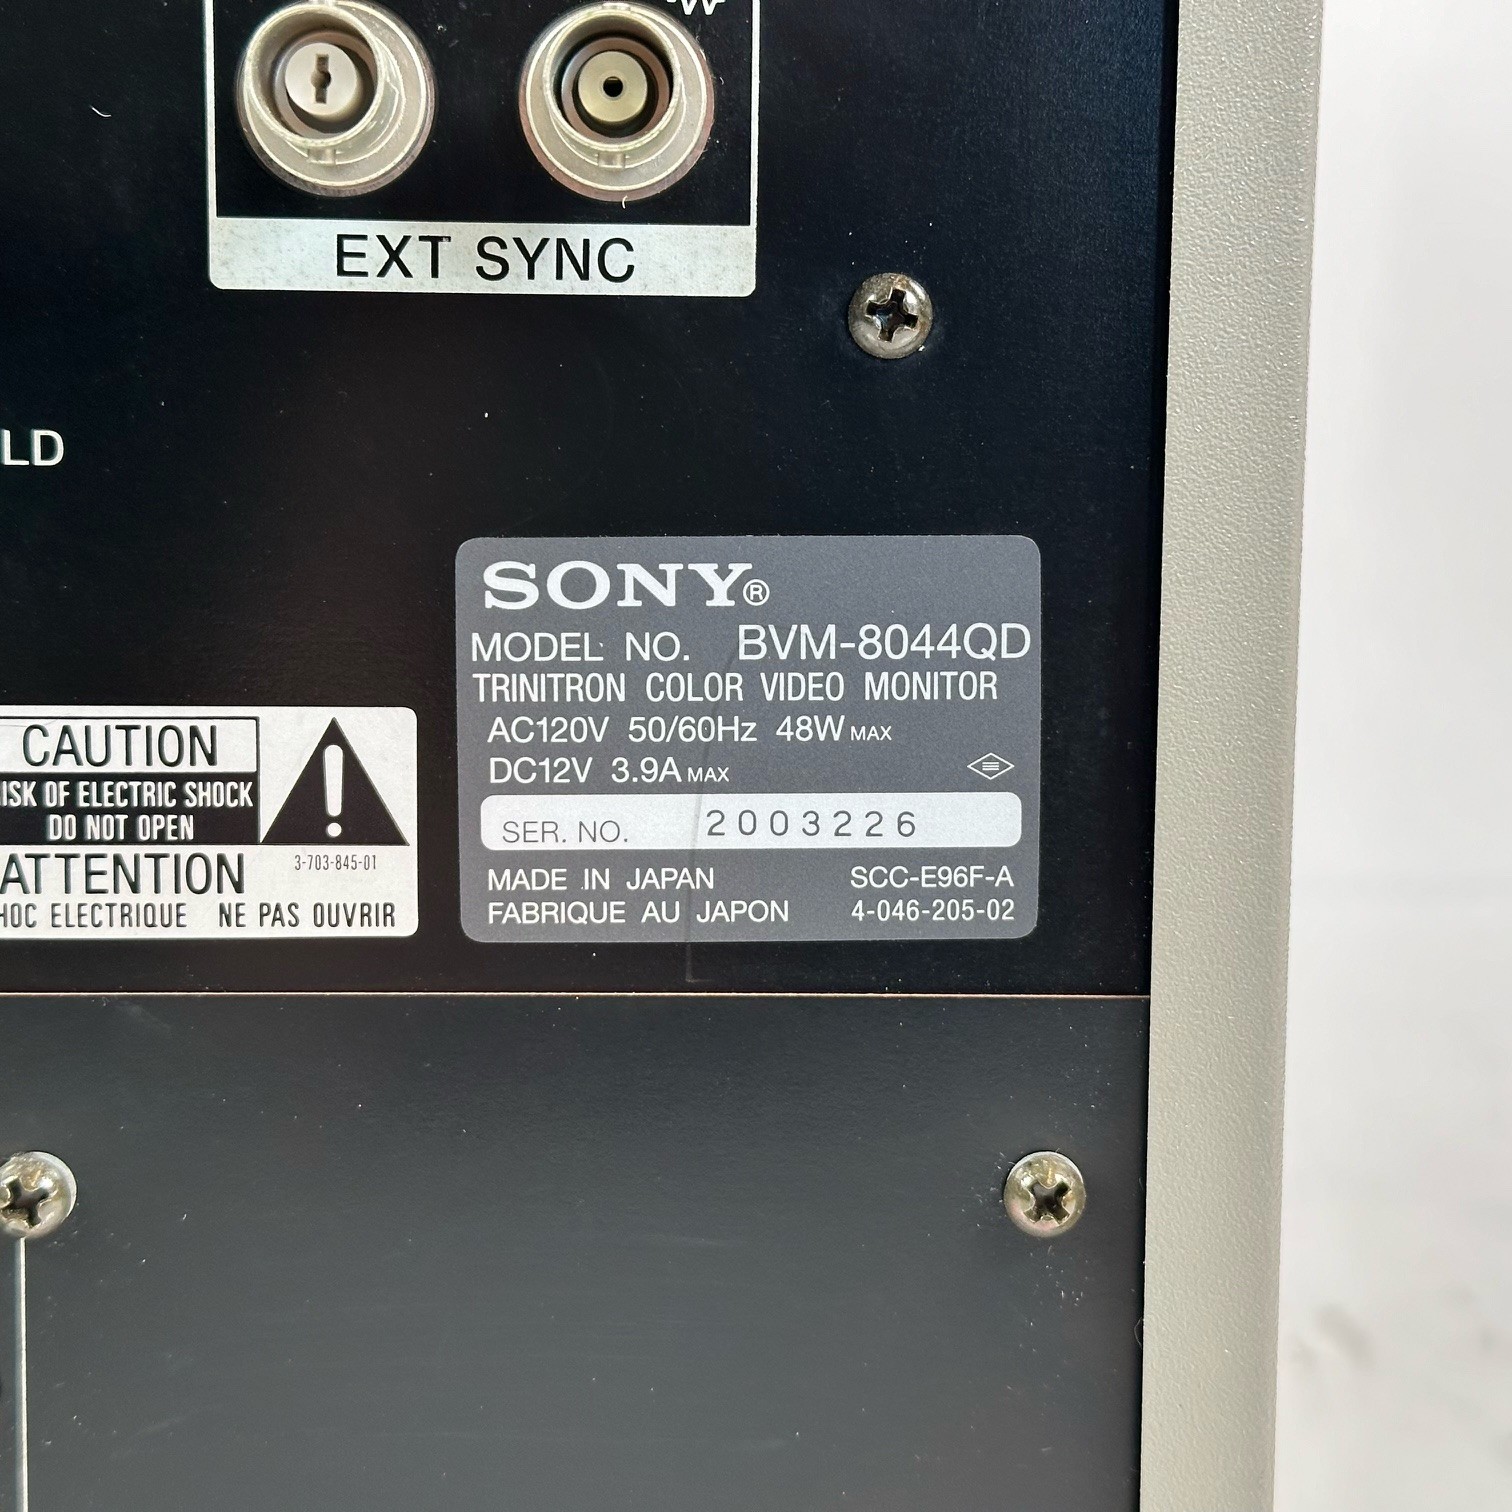 EXT SYNC
LD
SONY®
MODEL NO. BVM-8044QD
TRINITRON COLOR VIDEO MONITOR
AC120V 50/60Hz 48W MAX
DC12V 3.9A MAX
SER. NO. 2003226
MADE IN JAPAN SCC-E96F-A
FABRIQUE AU JAPON 4-046-205-02
CAUTION
ISK OF ELECTRIC SHOCK
DO NOT OPEN
ATTENTION 3-703-845-01
HOC ELECTRIQUE NE PAS OUVRIR